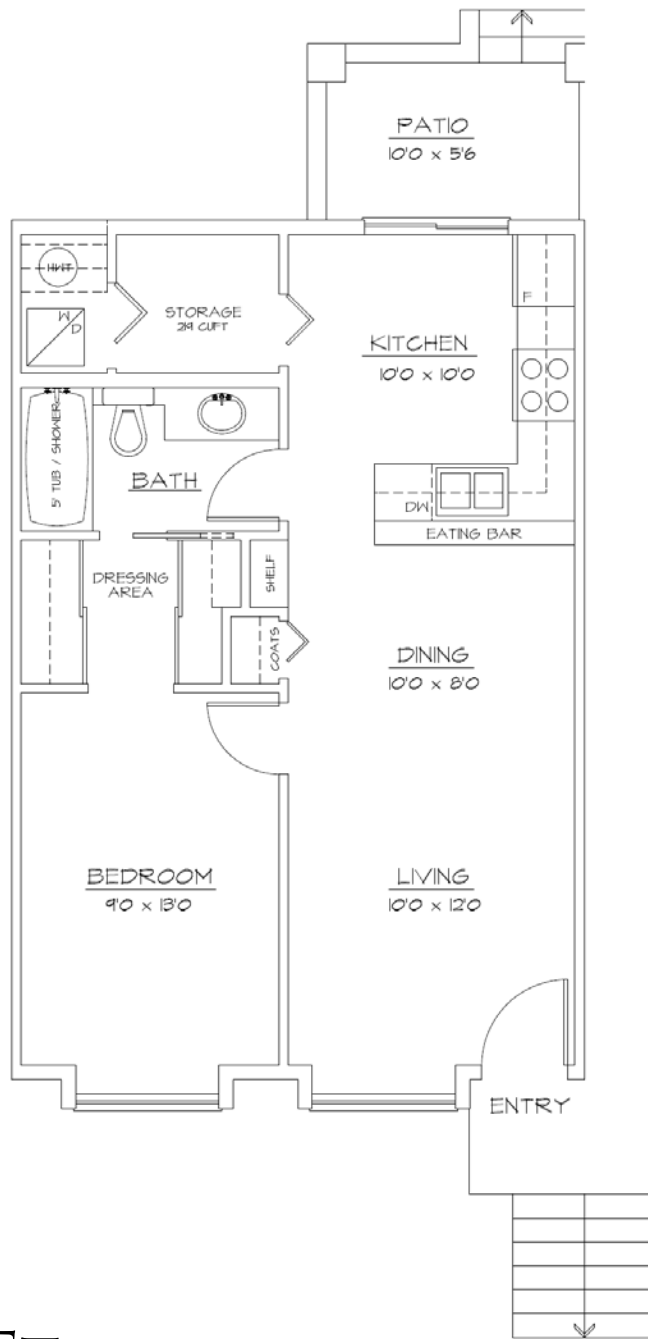 PATIO
10'0 x 5'6
HWT
W
D
STORAGE
219 CUFT
F
KITCHEN
10'0 x 10'0
5' TUB / SHOWER
BATH
DW
EATING BAR
DRESSING
AREA
SHELF
COATS
DINING
10'0 x 8'0
BEDROOM
9'0 x 13'0
LIVING
10'0 x 12'0
ENTRY